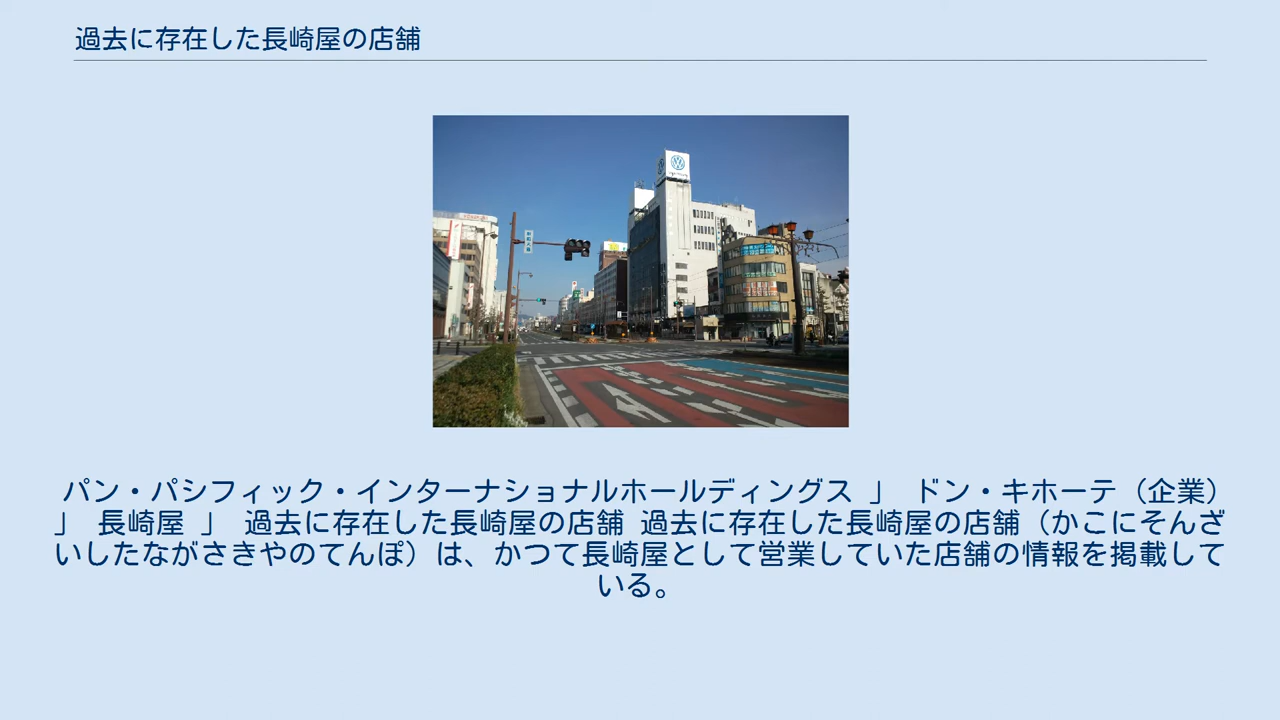 過去に存在した長崎屋の店舗
パン・パシフィック・インターナショナルホールディングス 」 ドン・キホーテ（企業）
」 長崎屋 」 過去に存在した長崎屋の店舗 過去に存在した長崎屋の店舗（かこにそんざ
いしたながさきやのてんぽ）は、かつて長崎屋として営業していた店舗の情報を掲載して
いる。